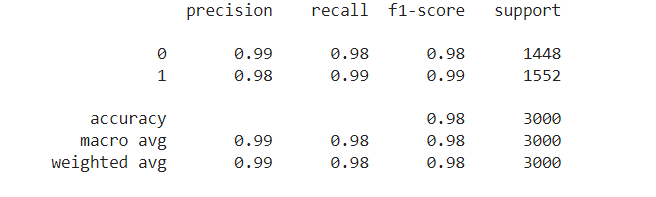 precision recall f1-score support
0 0.99 0.98 0.98 1448
1 0.98 0.99 0.99 1552
accuracy 0.98 3000
macro avg 0.99 0.98 0.98 3000
weighted avg 0.99 0.98 0.98 3000